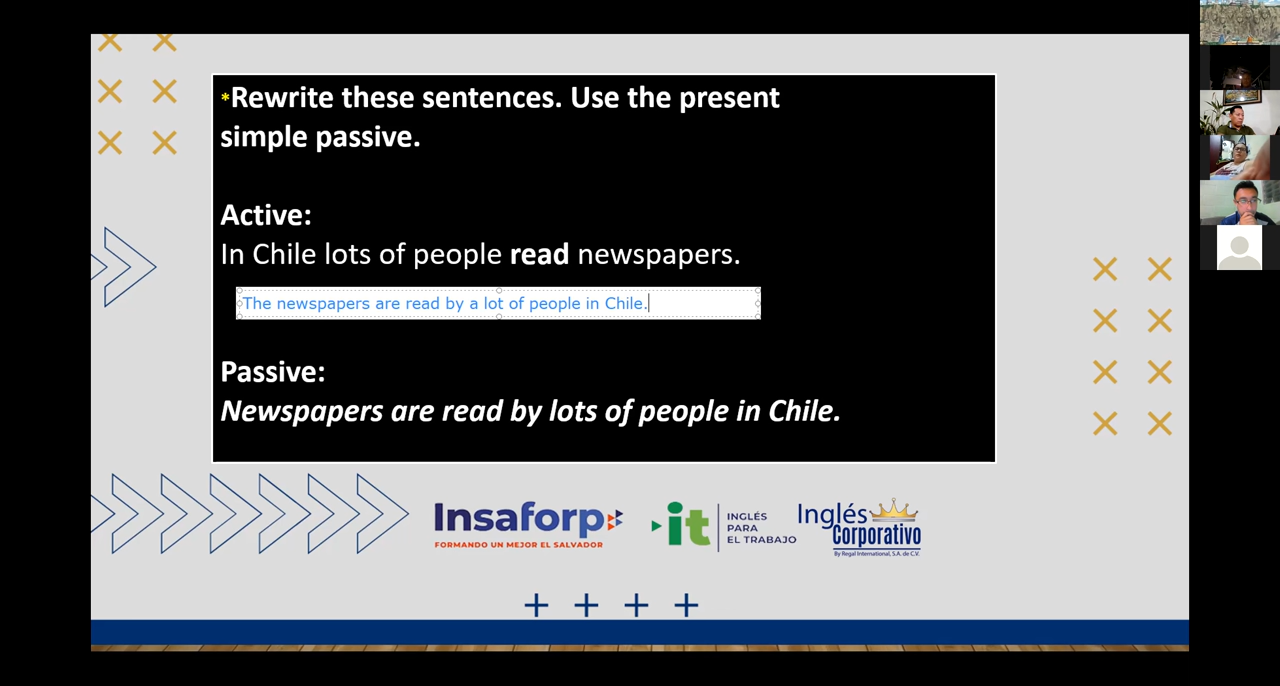 *Rewrite these sentences. Use the present
simple passive.
Active:
In Chile lots of people read newspapers.
The newspapers are read by a lot of people in Chile.
Passive:
Newspapers are read by lots of people in Chile.
Insaforp
FORMANDO UN MEJOR EL SALVADOR
it
INGLÉS
PARA
EL TRABAJO
Inglés
Corporativo
By Regal International, S.A. de C.V.